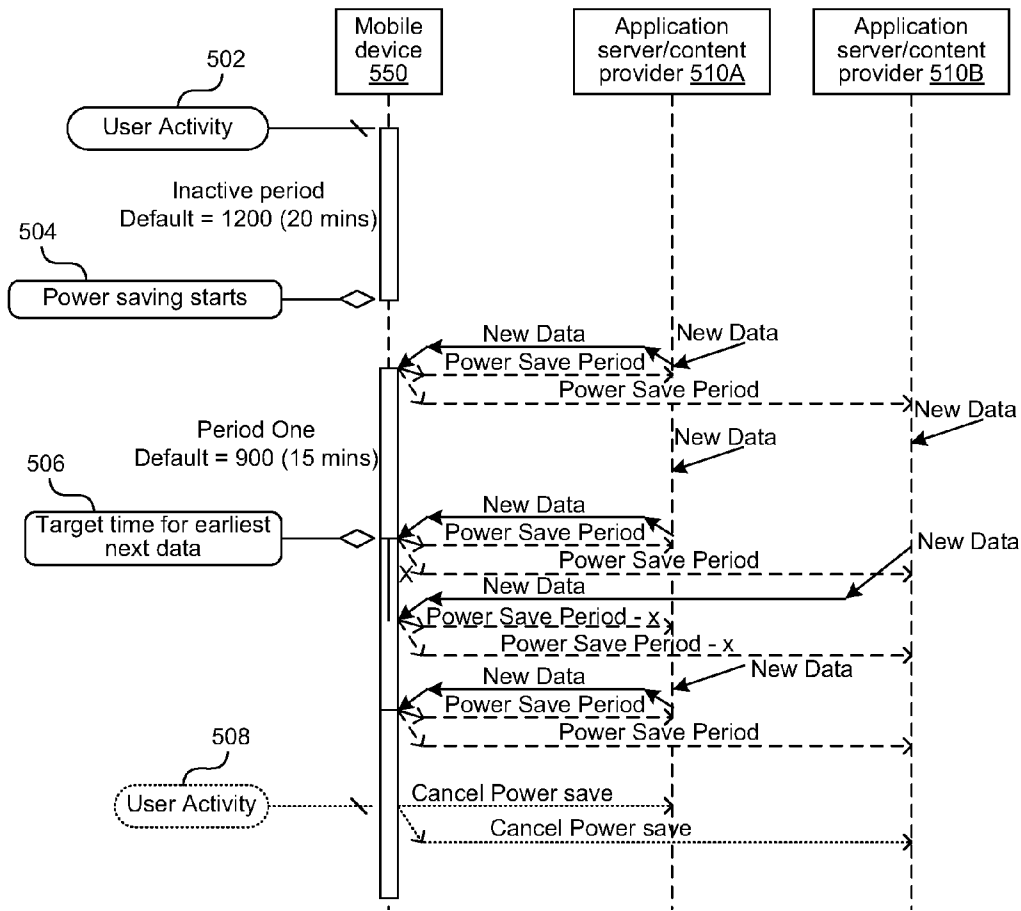 Mobile
device
550
Application
server/content
provider 510A
Application
server/content
provider 510B
502
User Activity
Inactive period
Default = 1200 (20 mins)
504
Power saving starts
New Data
New Data
Power Save Period
Power Save Period
New Data
Period One
Default = 900 (15 mins)
New Data
506
Target time for earliest
next data
New Data
Power Save Period
New Data
Power Save Period
X
New Data
Power Save Period - x
Power Save Period - x
New Data
New Data
Power Save Period
Power Save Period
508
User Activity
Cancel Power save
Cancel Power save